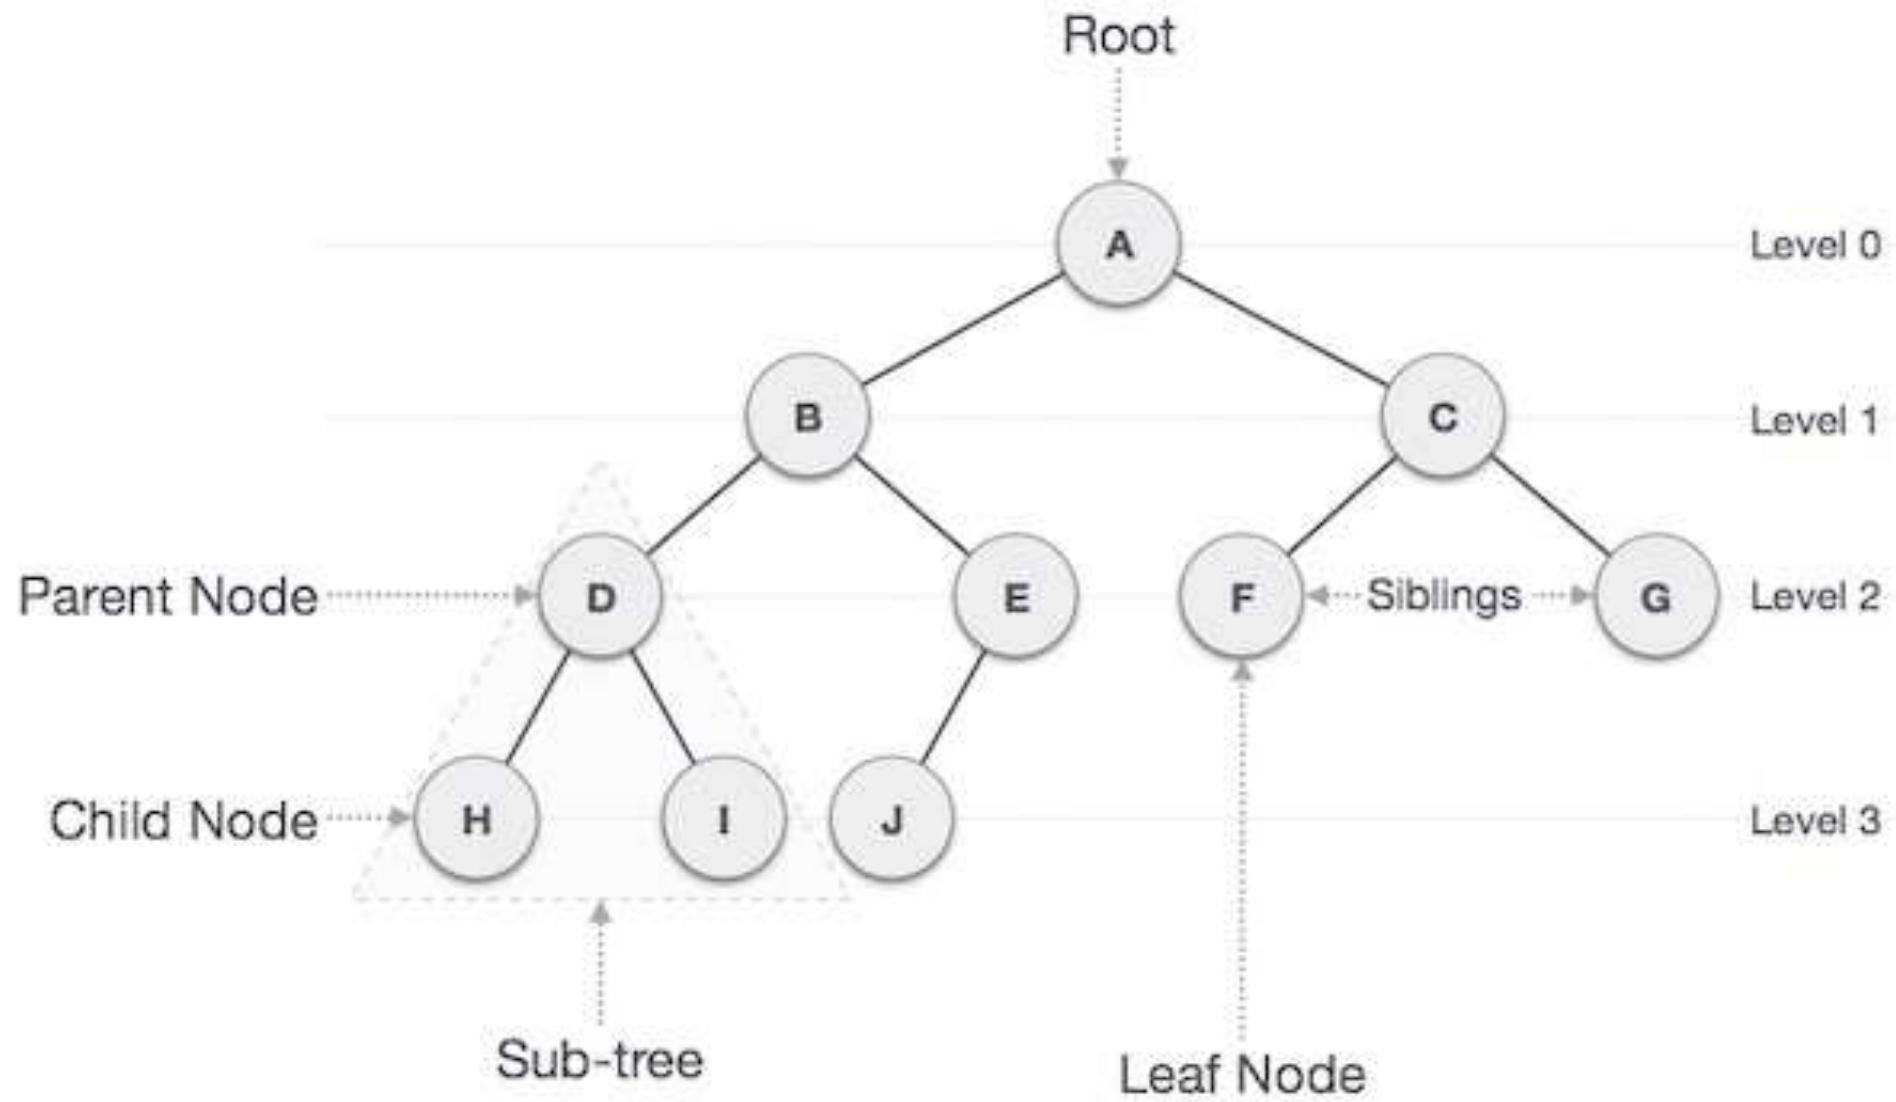 Root
A
Level 0
B
C
Level 1
Parent Node
D
E
F
Siblings
G
Level 2
Child Node
H
I
J
Level 3
Sub-tree
Leaf Node